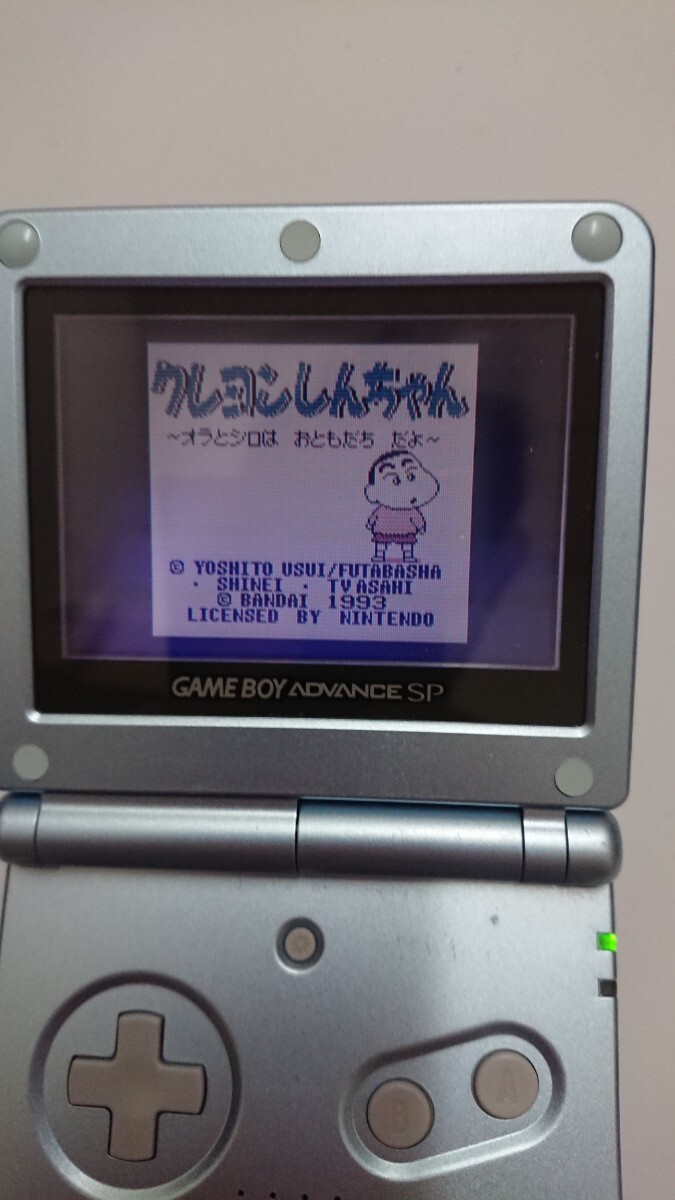 クレヨンしんちゃん
～オラとシロは おともだち だよ～
© YOSHITO USUI/FUTABASHA
· SHINEI · TV ASAHI
© BANDAI 1993
LICENSED BY NINTENDO
GAME BOY ADVANCE SP
B
A